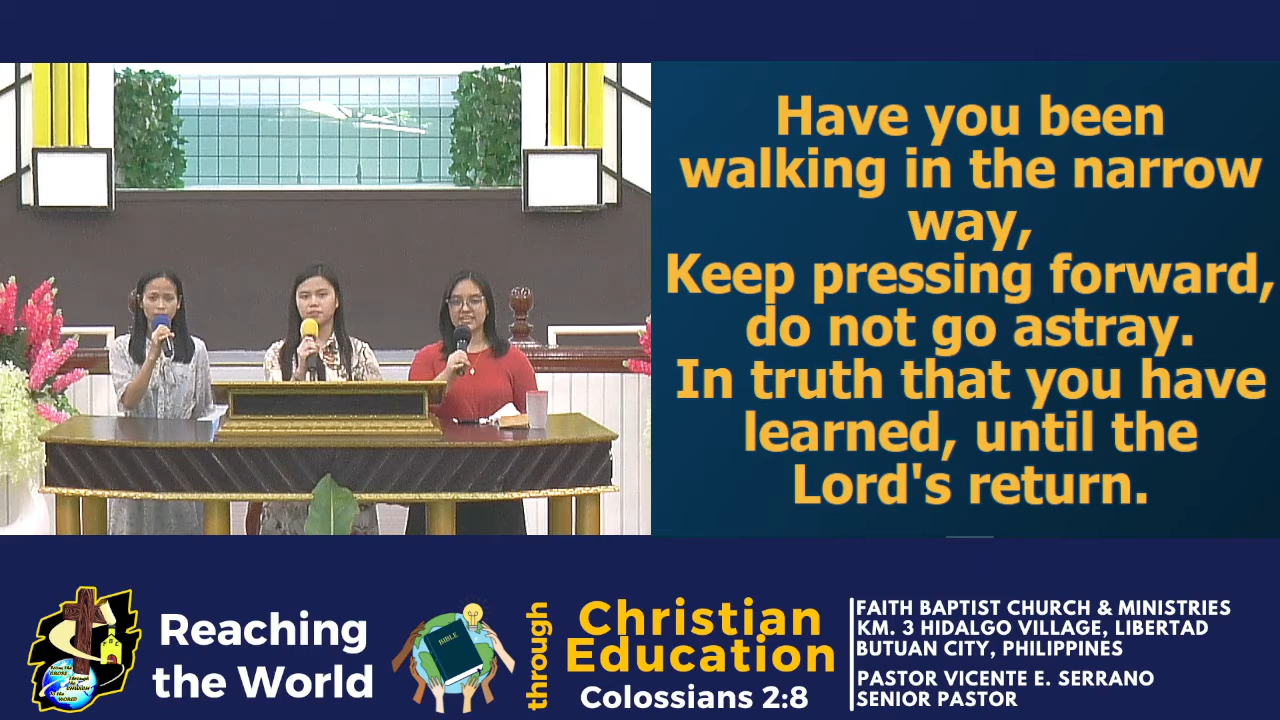 Have you been
walking in the narrow
way,
Keep pressing forward,
do not go astray.
In truth that you have
learned, until the
Lord's return.
Reaching
the World
BIBLE
through
Christian
Education
Colossians 2:8
FAITH BAPTIST CHURCH & MINISTRIES
KM. 3 HIDALGO VILLAGE, LIBERTAD
BUTUAN CITY, PHILIPPINES
PASTOR VICENTE E. SERRANO
SENIOR PASTOR